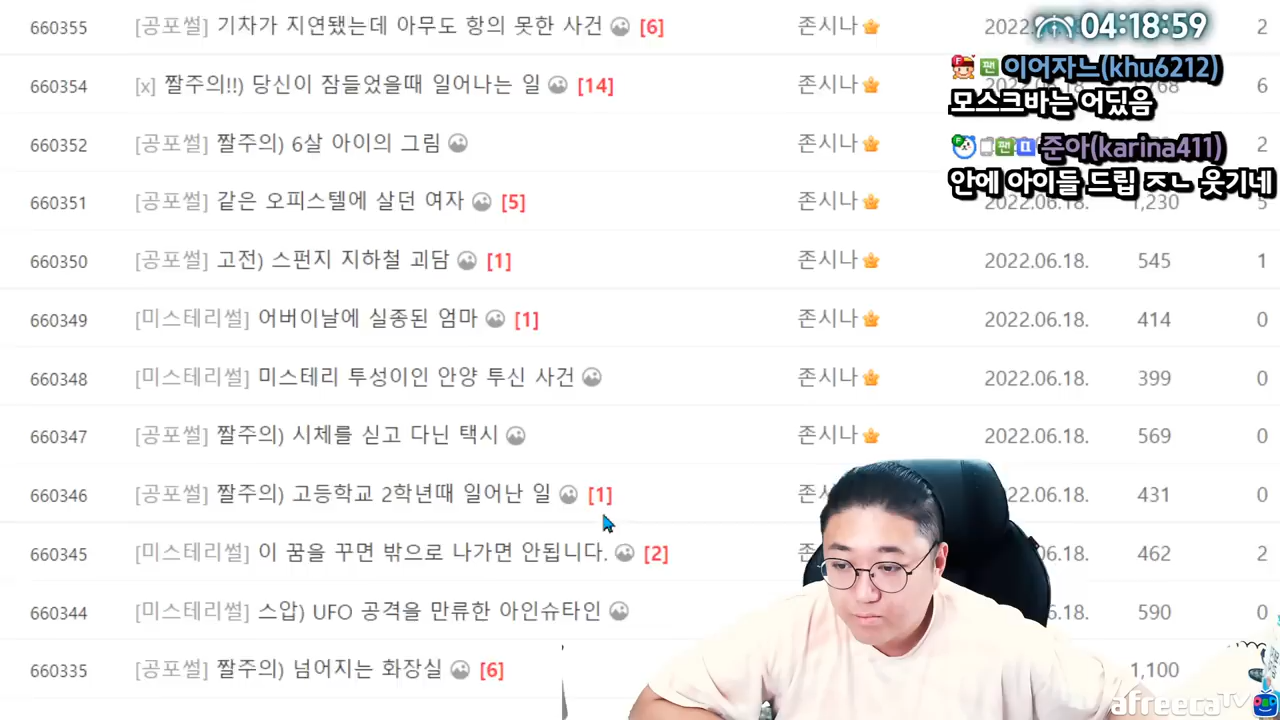 660355 [공포썰] 기차가 지연됐는데 아무도 항의 못한 사건 [6] 존시나 2022. 2
04:18:59
660354 [x] 짤주의!!) 당신이 잠들었을때 일어나는 일 [14] 존시나 6
이어자느(khu6212)
모스크바는 어딨음
660352 [공포썰] 짤주의) 6살 아이의 그림 존시나 2
준아(karina411)
안에 아이들 드립 ㅈㄴ 웃기네
660351 [공포썰] 같은 오피스텔에 살던 여자 [5] 존시나 2022.06.18. 1,230 5
660350 [공포썰] 고전) 스펀지 지하철 괴담 [1] 존시나 2022.06.18. 545 1
660349 [미스테리썰] 어버이날에 실종된 엄마 [1] 존시나 2022.06.18. 414 0
660348 [미스테리썰] 미스테리 투성이인 안양 투신 사건 존시나 2022.06.18. 399 0
660347 [공포썰] 짤주의) 시체를 싣고 다닌 택시 존시나 2022.06.18. 569 0
660346 [공포썰] 짤주의) 고등학교 2학년때 일어난 일 [1] 존시 06.18. 431 0
660345 [미스테리썰] 이 꿈을 꾸면 밖으로 나가면 안됩니다. [2] 존 06.18. 462 2
660344 [미스테리썰] 스압) UFO 공격을 만류한 아인슈타인 6.18. 590 0
660335 [공포썰] 짤주의) 넘어지는 화장실 [6] 1,100
afreecaTV